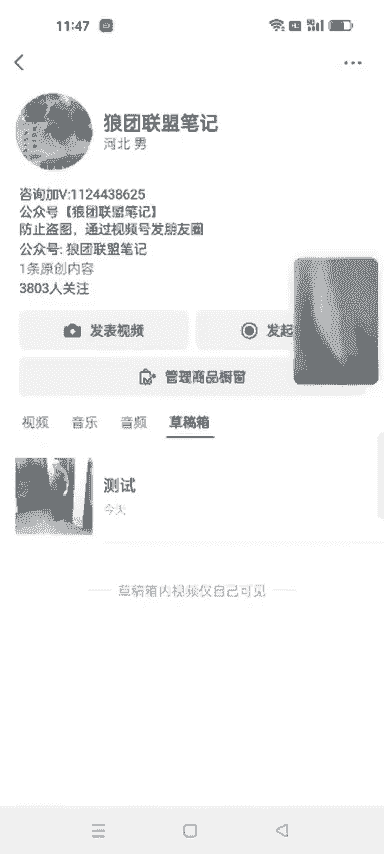 11:47
狼团联盟笔记
河北 男
咨询加V:1124438625
公众号【狼团联盟笔记】
防止盗图，通过视频号发朋友圈
公众号: 狼团联盟笔记
1条原创内容
3803人关注
发表视频
发起
管理商品橱窗
视频 音乐 音频 草稿箱
测试
今天
草稿箱内视频仅自己可见